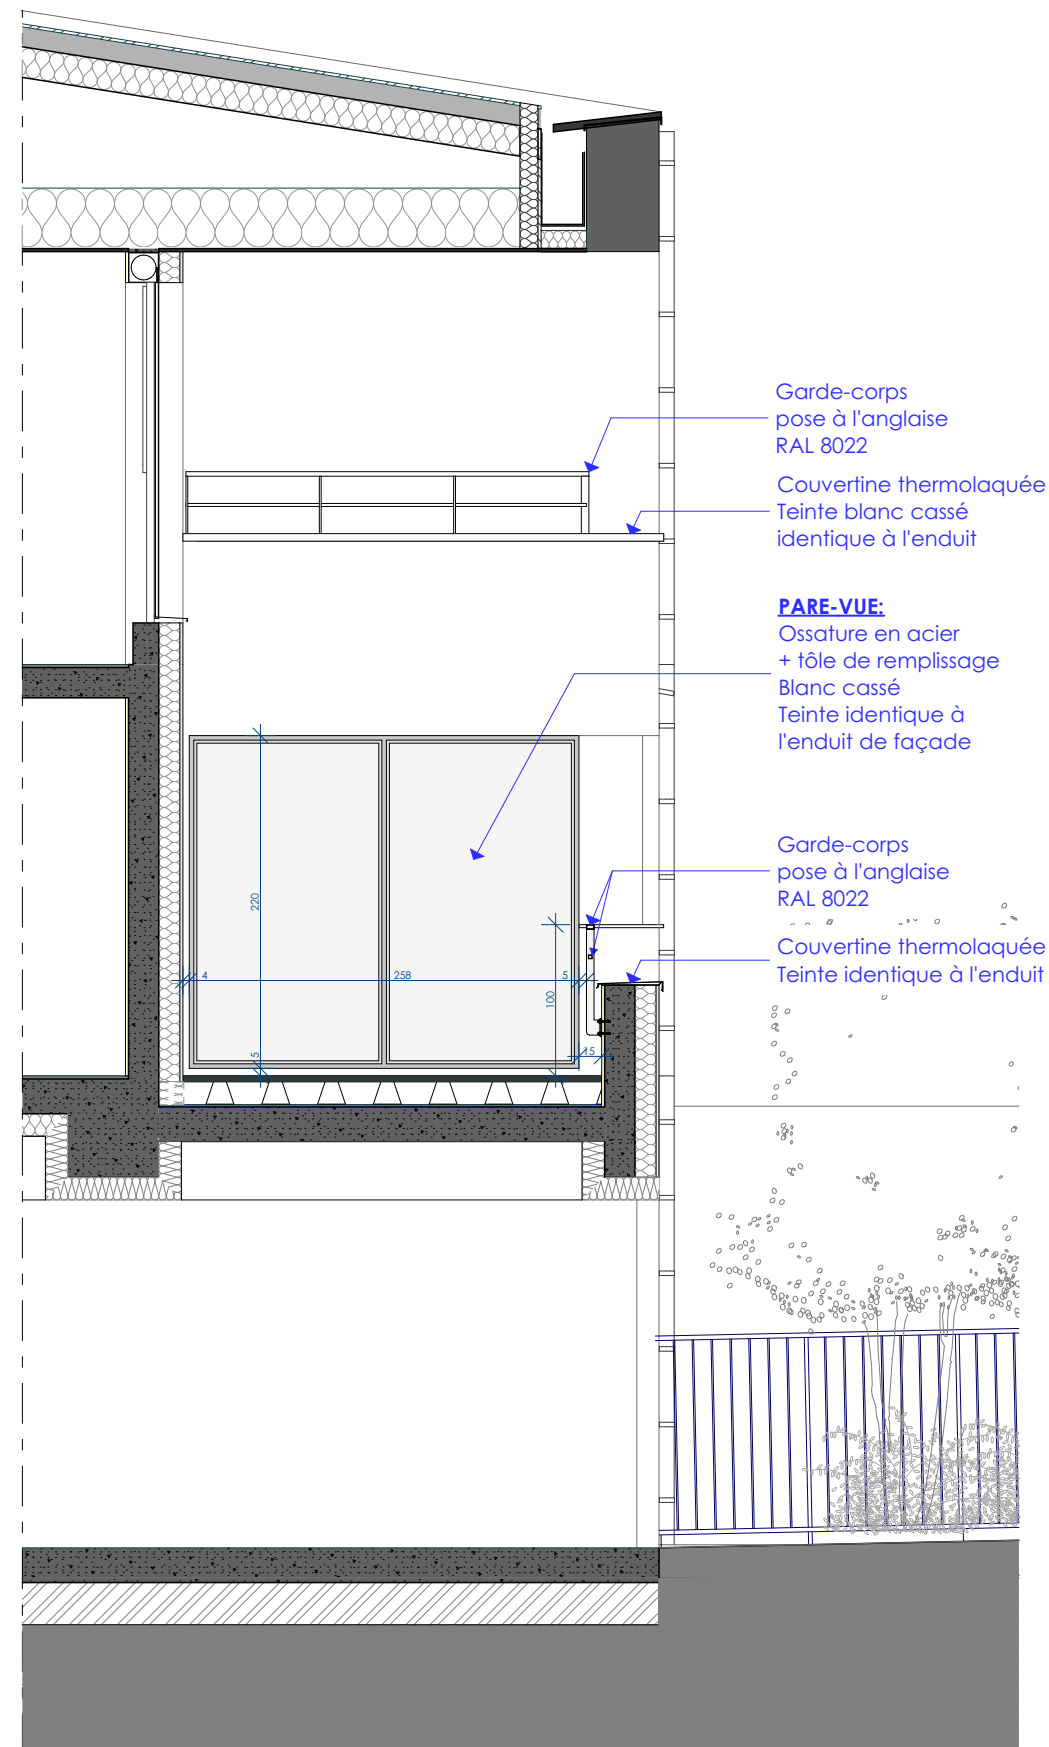 Garde-corps
pose à l'anglaise
RAL 8022
Couvertine thermolaquée
Teinte blanc cassé
identique à l'enduit
PARE-VUE:
Ossature en acier
+ tôle de remplissage
Blanc cassé
Teinte identique à
l'enduit de façade
Garde-corps
pose à l'anglaise
RAL 8022
220
Couvertine thermolaquée
Teinte identique à l'enduit
4 258 5
100
15
5